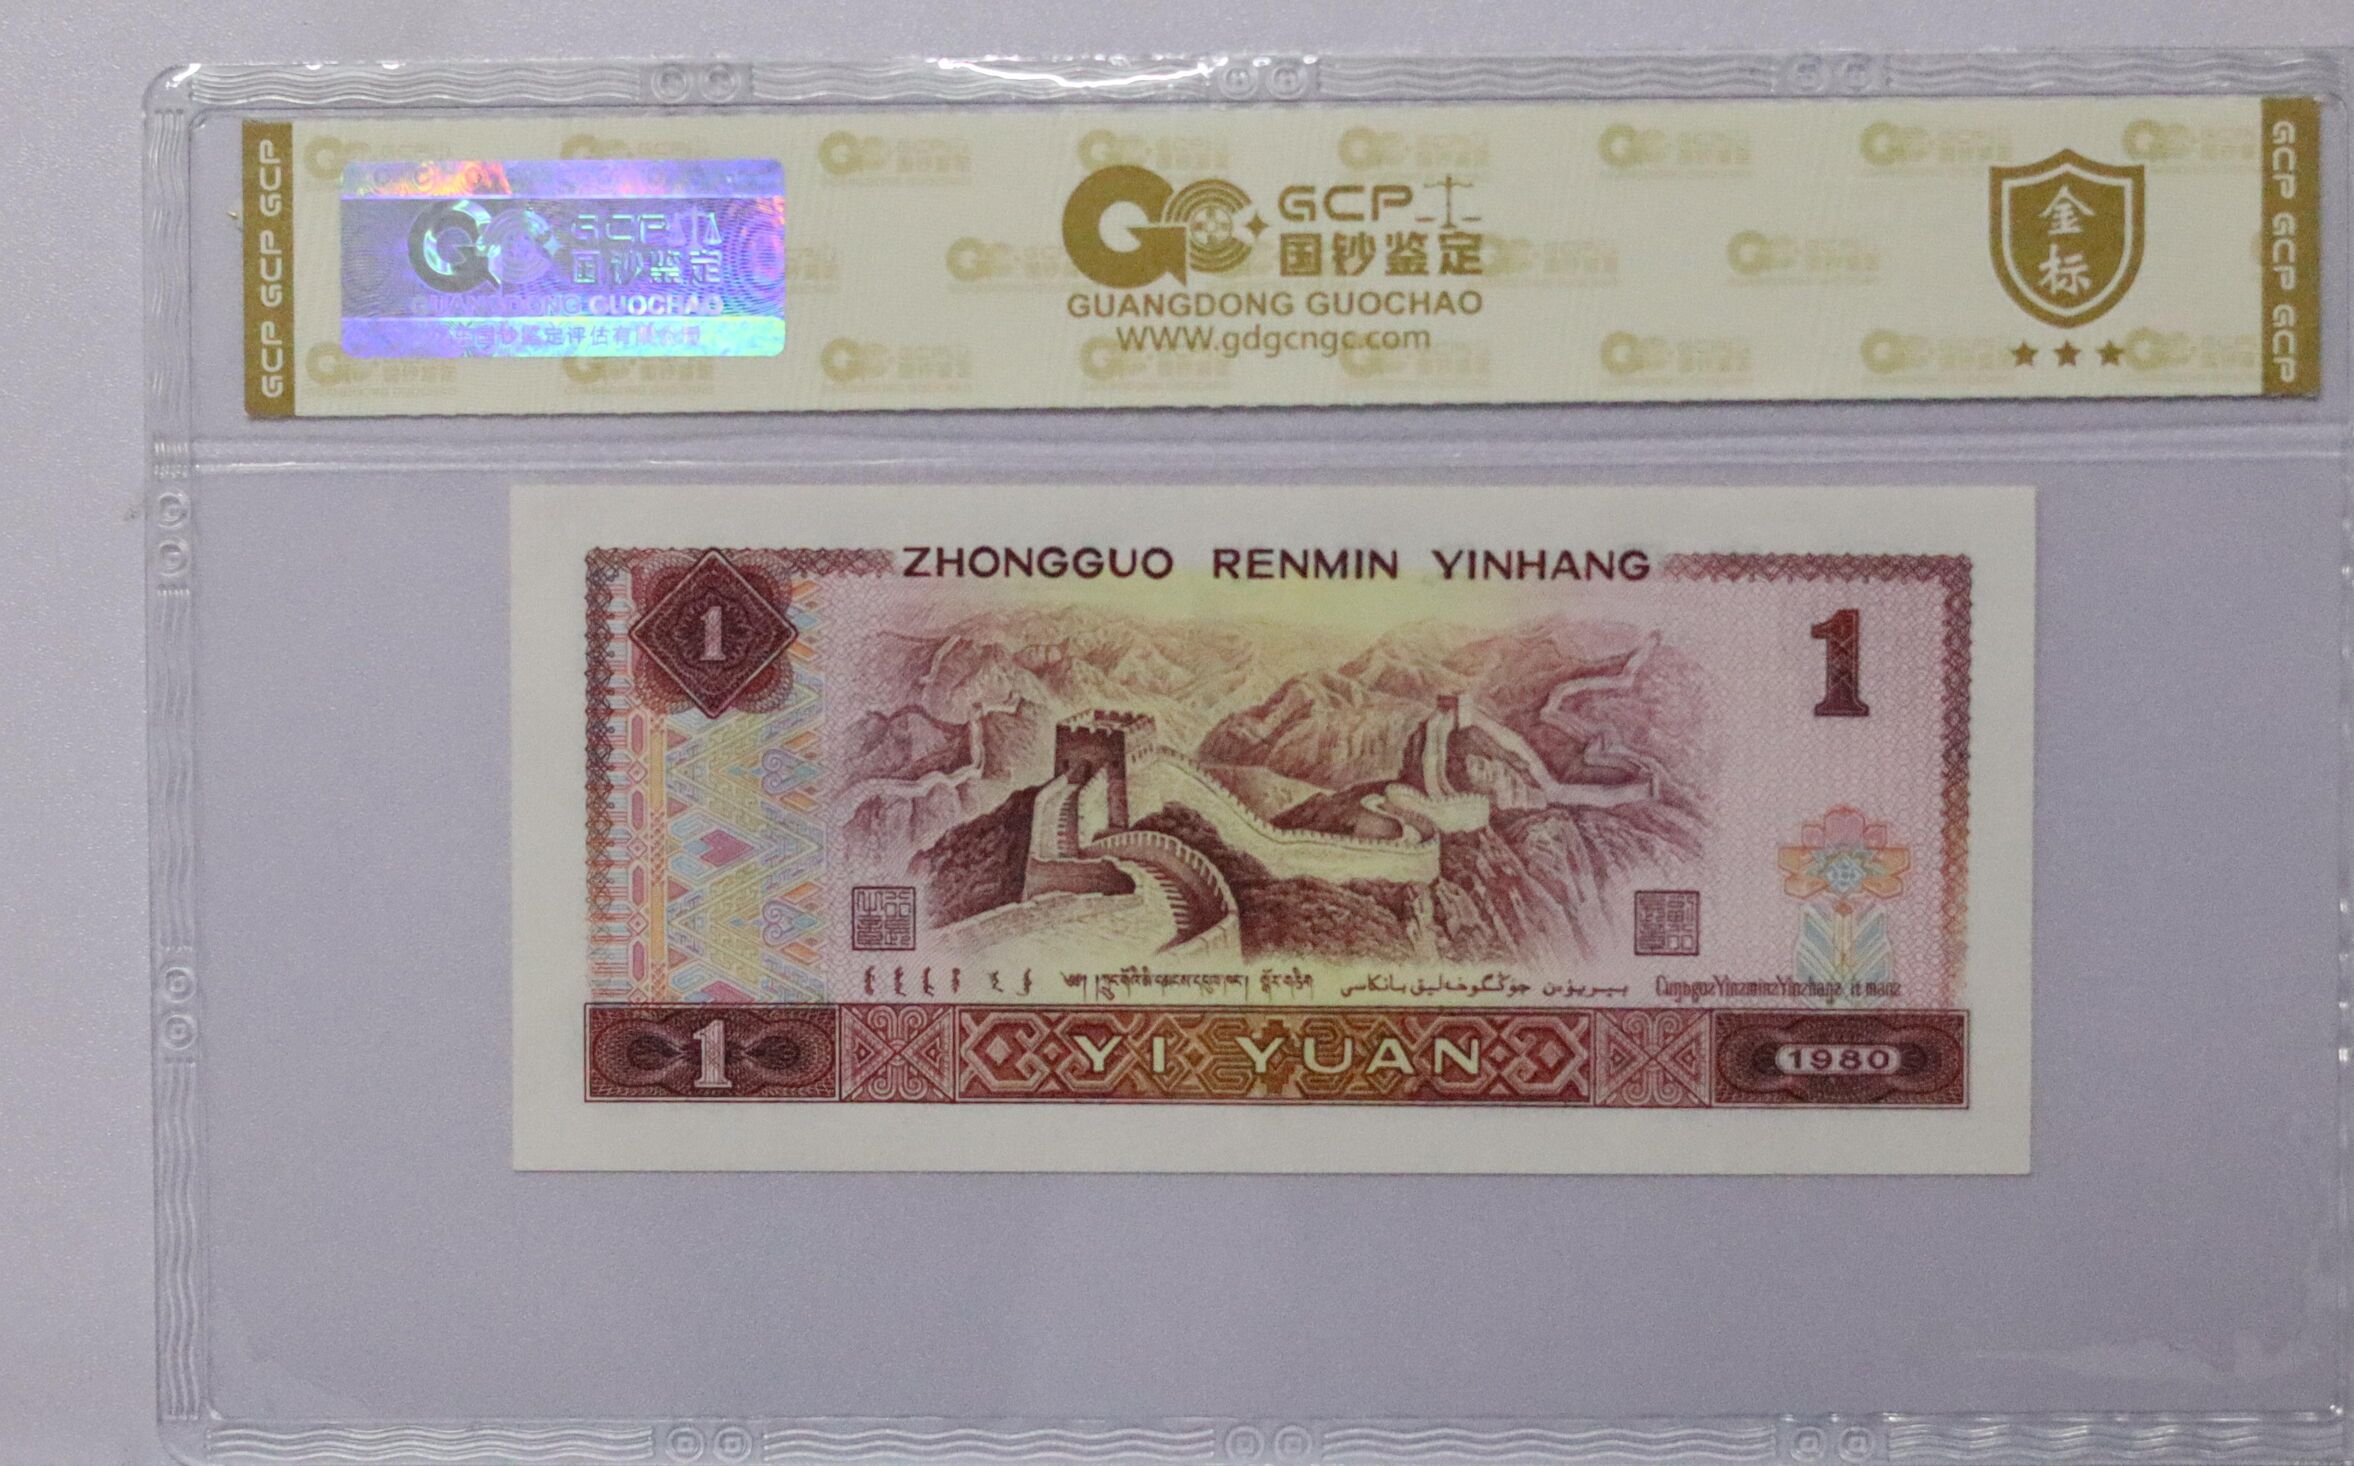 GCP GCP GCP
GCP
国钞鉴定
GUANGDONG GUOCHAO
GCP
国钞鉴定
GUANGDONG GUOCHAO
WWW.gdgcngc.com
金标
GCP GCP GCP
ZHONGGUO RENMIN YINHANG
1
1
1
YI YUAN
1980